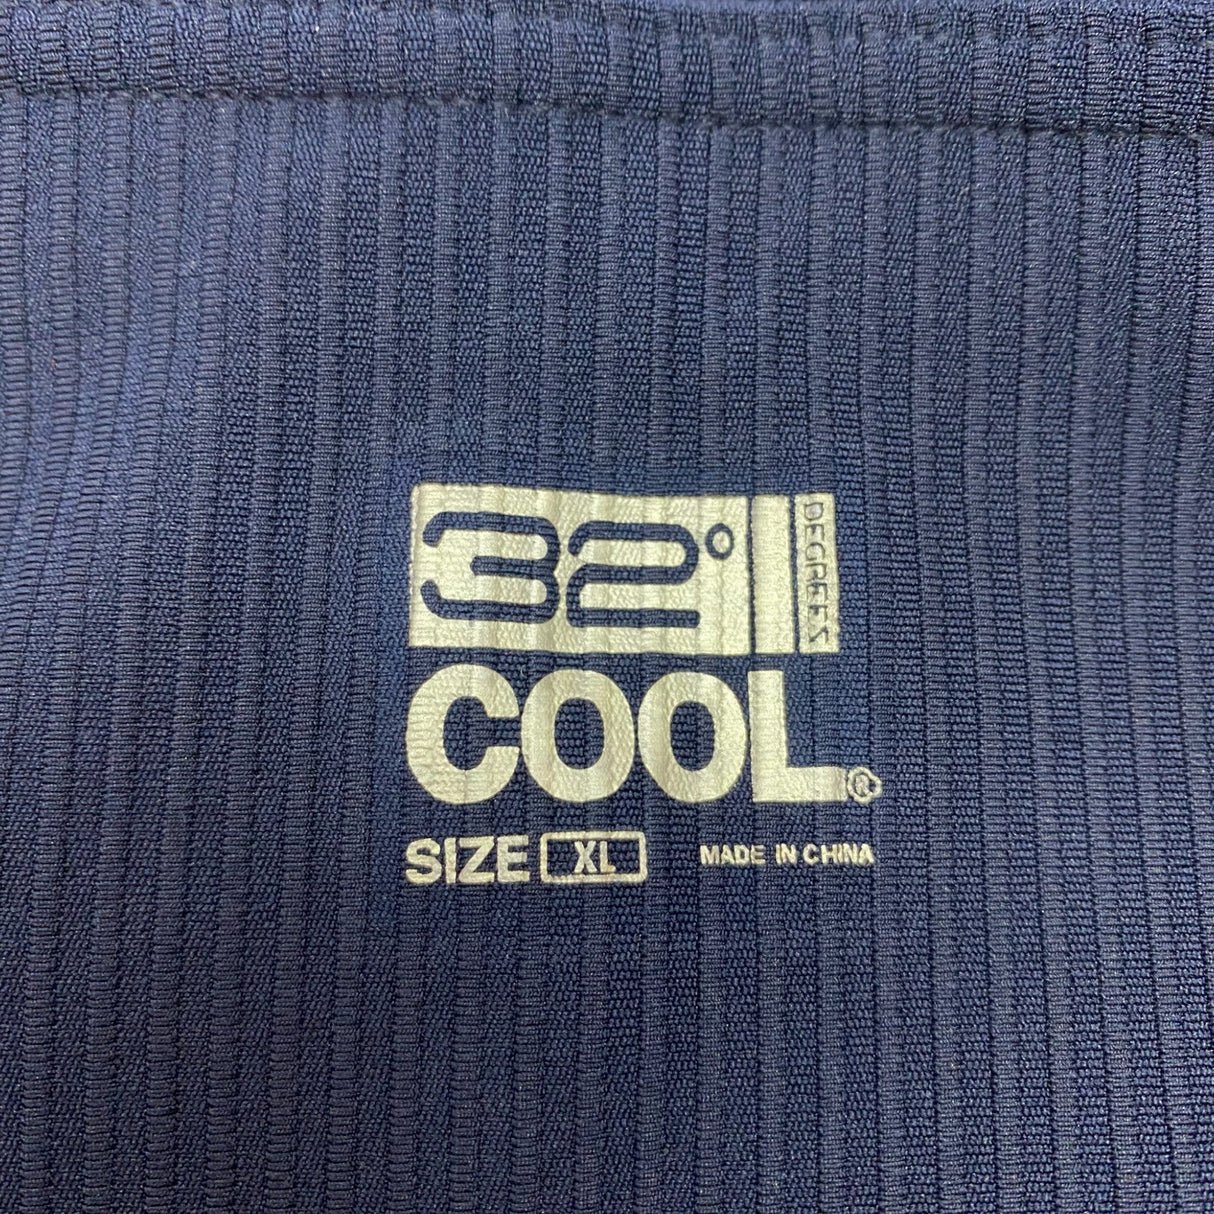 32° DEGREES
COOL®
SIZE XL MADE IN CHINA